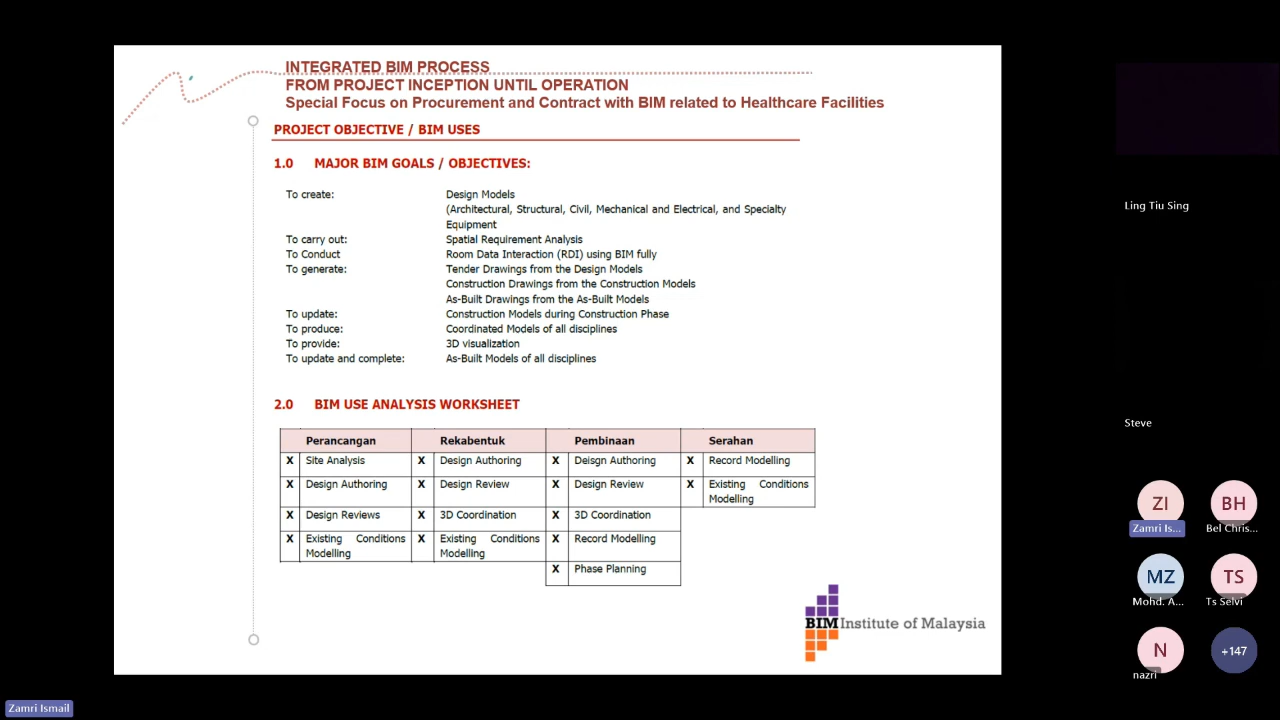 INTEGRATED BIM PROCESS
FROM PROJECT INCEPTION UNTIL OPERATION
Special Focus on Procurement and Contract with BIM related to Healthcare Facilities
PROJECT OBJECTIVE / BIM USES
1.0 MAJOR BIM GOALS / OBJECTIVES:
To create: Design Models
(Architectural, Structural, Civil, Mechanical and Electrical, and Specialty
Equipment
To carry out: Spatial Requirement Analysis
To Conduct Room Data Interaction (RDI) using BIM fully
To generate: Tender Drawings from the Design Models
Construction Drawings from the Construction Models
As-Built Drawings from the As-Built Models
To update: Construction Models during Construction Phase
To produce: Coordinated Models of all disciplines
To provide: 3D visualization
To update and complete: As-Built Models of all disciplines
2.0 BIM USE ANALYSIS WORKSHEET
Perancangan Rekabentuk Pembinaan Serahan
X Site Analysis X Design Authoring X Deisgn Authoring X Record Modelling
X Design Authoring X Design Review X Design Review X Existing Conditions
Modelling
X Design Reviews X 3D Coordination X 3D Coordination
X Existing Conditions X Existing Conditions X Record Modelling
Modelling Modelling
X Phase Planning
BIM Institute of Malaysia
Ling Tiu Sing
Steve
ZI BH
Zamri Is... Bel Chris...
MZ TS
Mohd. A... Ts Selvi
N +147
nazri
Zamri Ismail